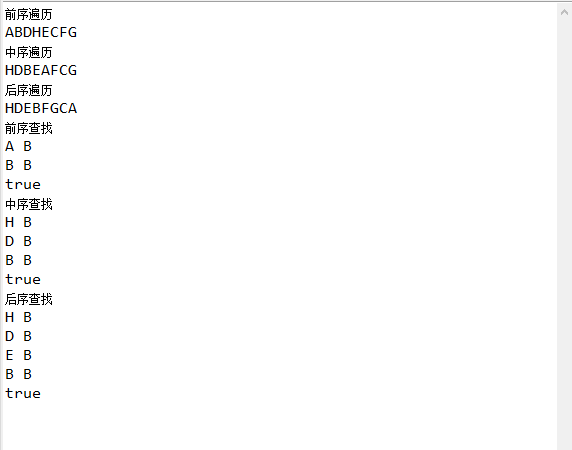 前序遍历
ABDHECFG
中序遍历
HDBEAFCG
后序遍历
HDEBFGCA
前序查找
A B
B B
true
中序查找
H B
D B
B B
true
后序查找
H B
D B
E B
B B
true